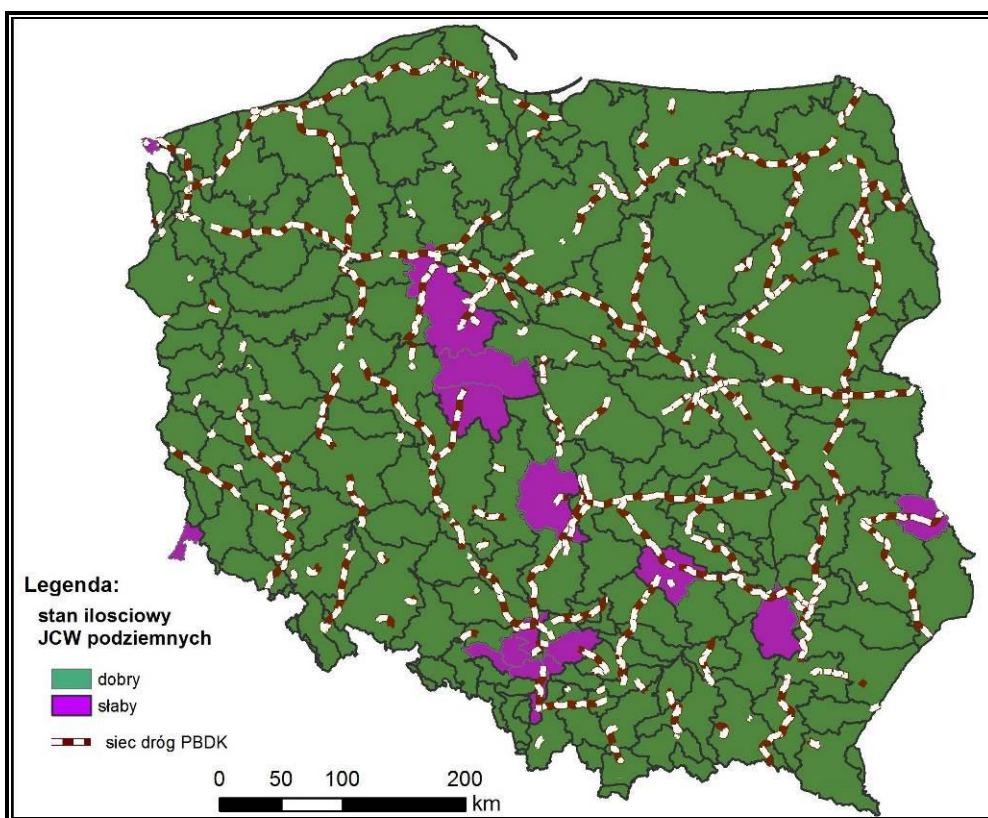 Legenda:
stan ilosciowy
JCW podziemnych
dobry
słaby
siec dróg PBDK
0 50 100 200
km